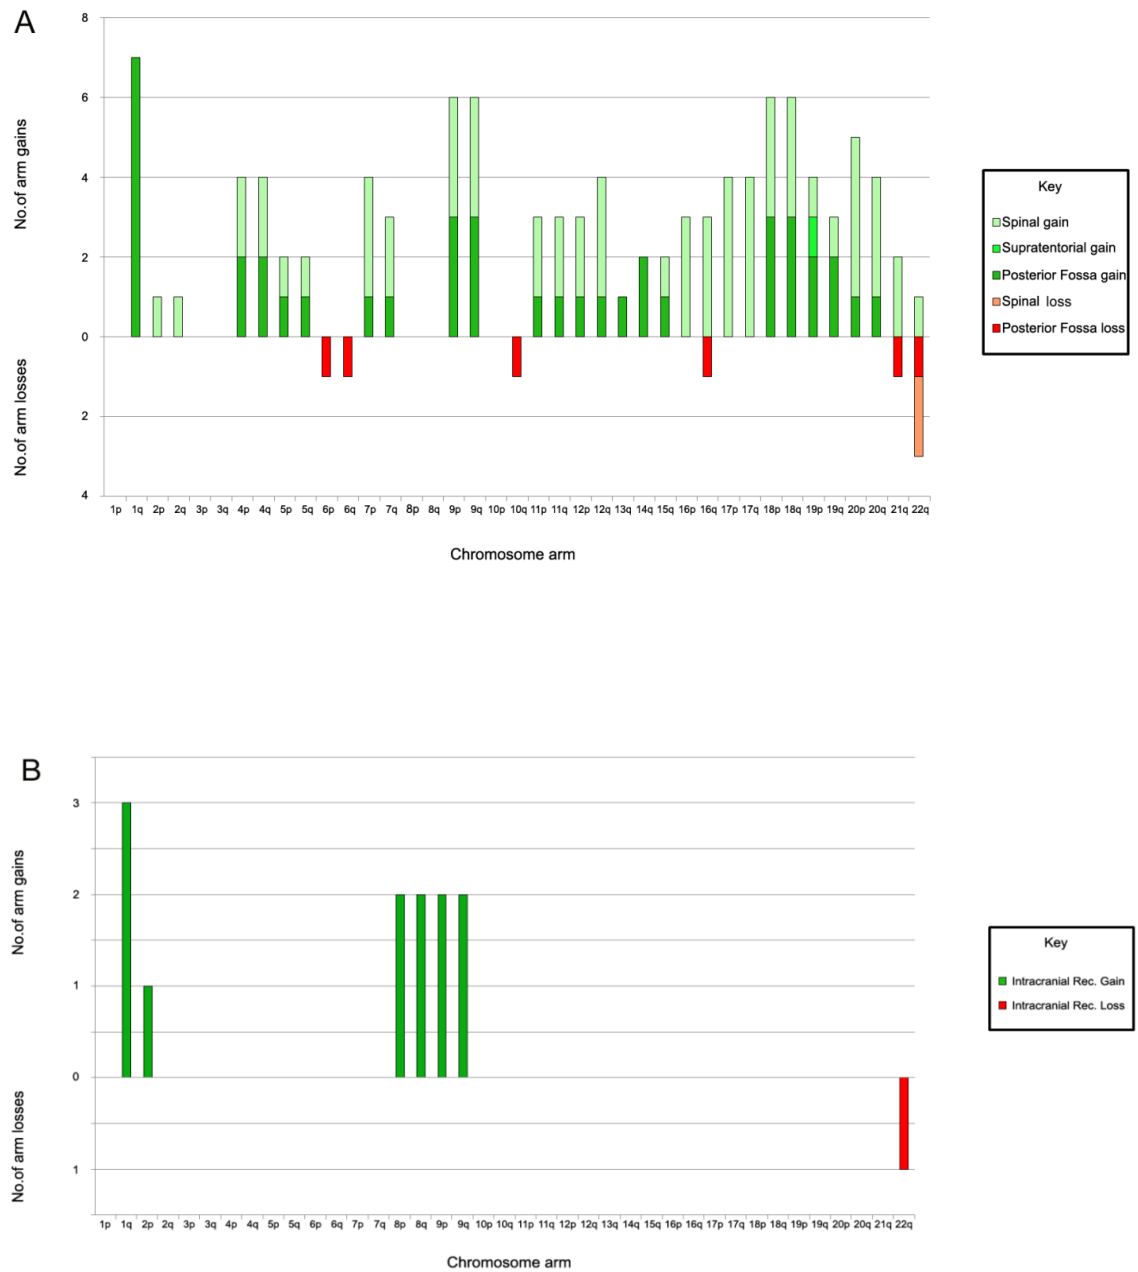 A
8
6
4
2
0
2
4
No.of arm gains
No.of arm losses
1p 1q 2p 2q 3p 3q 4p 4q 5p 5q 6p 6q 7p 7q 8p 8q 9p 9q 10p 10q 11p 11q 12p 12q 13q 14q 15q 16p 16q 17p 17q 18p 18q 19p 19q 20p 20q 21q 22q
Chromosome arm
Key
Spinal gain
Supratentorial gain
Posterior Fossa gain
Spinal loss
Posterior Fossa loss
B
3
2
1
0
1
No.of arm gains
No.of arm losses
1p 1q 2p 2q 3p 3q 4p 4q 5p 5q 6p 6q 7p 7q 8p 8q 9p 9q 10p 10q 11p 11q 12p 12q 13q 14q 15q 16p 16q 17p 17q 18p 18q 19p 19q 20p 20q 21q 22q
Chromosome arm
Key
Intracranial Rec. Gain
Intracranial Rec. Loss